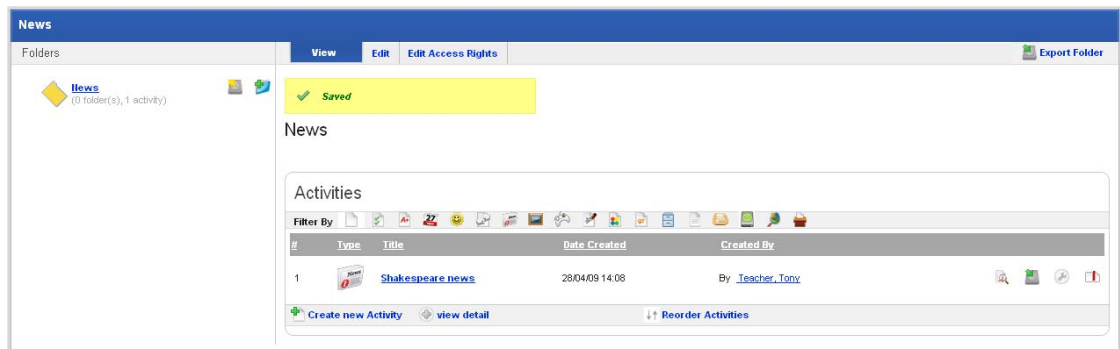 News
Folders
View Edit Edit Access Rights Export Folder
News
(0 folder(s), 1 activity)
Saved
News
Activities
Filter By
# Type Title Date Created Created By
1 Shakespeare news 28/04/09 14:08 By Teacher, Tony
Create new Activity view detail Reorder Activities